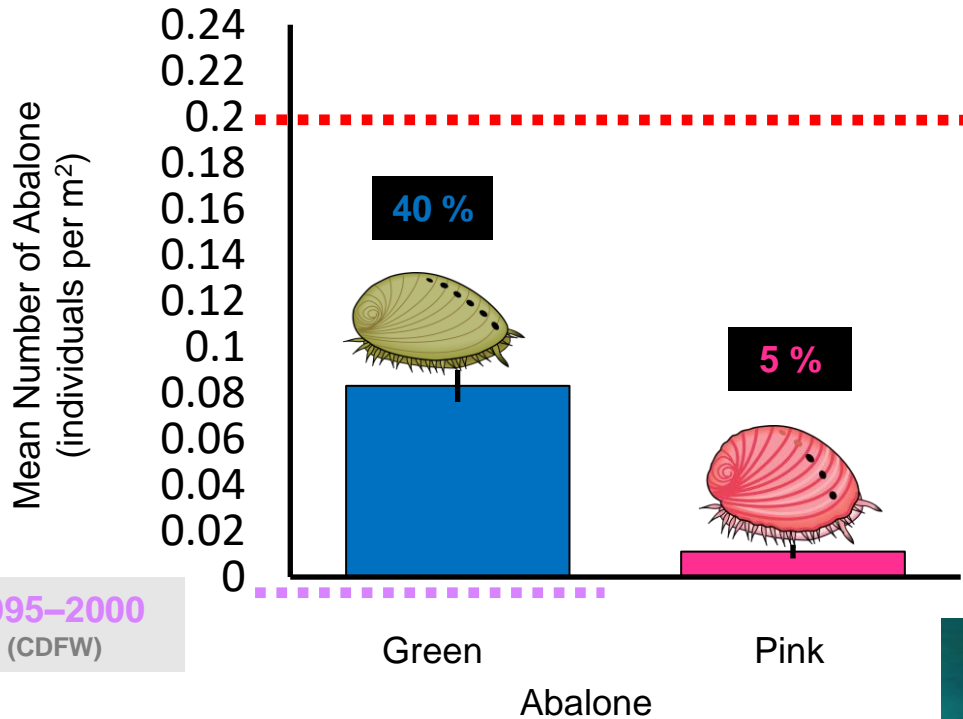 Mean Number of Abalone
(individuals per m²)
0.24
0.22
0.2
0.18
0.16
0.14
0.12
0.1
0.08
0.06
0.04
0.02
0
40 %
5 %
095–2000
(CDFW)
Green
Pink
Abalone